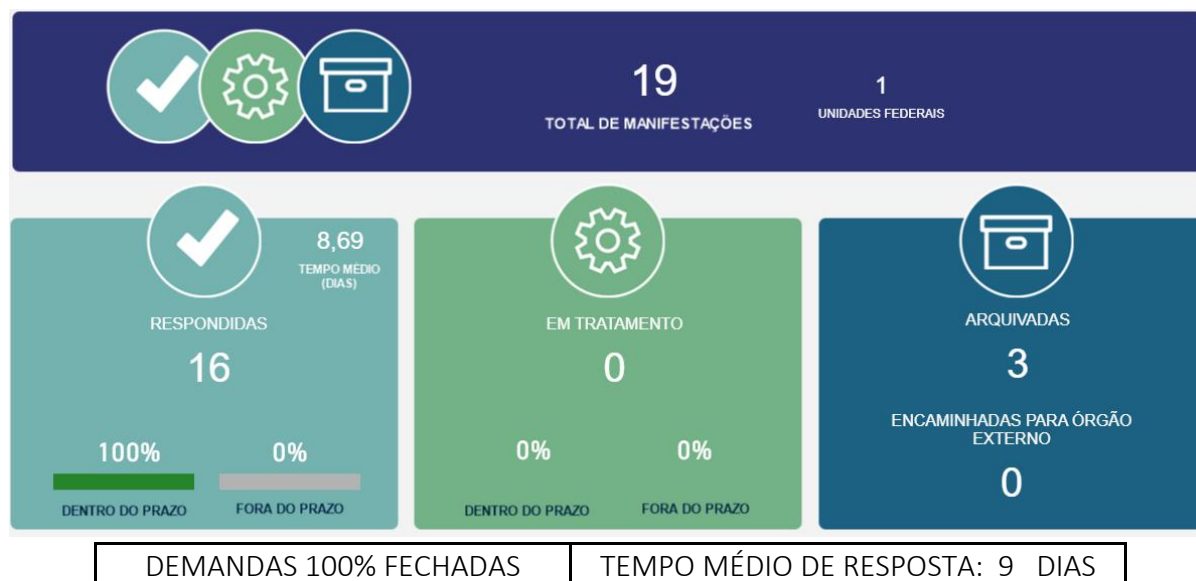 19
TOTAL DE MANIFESTAÇÕES
1
UNIDADES FEDERAIS
8,69
TEMPO MÉDIO
(DIAS)
RESPONDIDAS
16
100%
0%
DENTRO DO PRAZO
FORA DO PRAZO
EM TRATAMENTO
0
0%
0%
DENTRO DO PRAZO
FORA DO PRAZO
ARQUIVADAS
3
ENCAMINHADAS PARA ÓRGÃO
EXTERNO
0
DEMANDAS 100% FECHADAS
TEMPO MÉDIO DE RESPOSTA: 9 DIAS